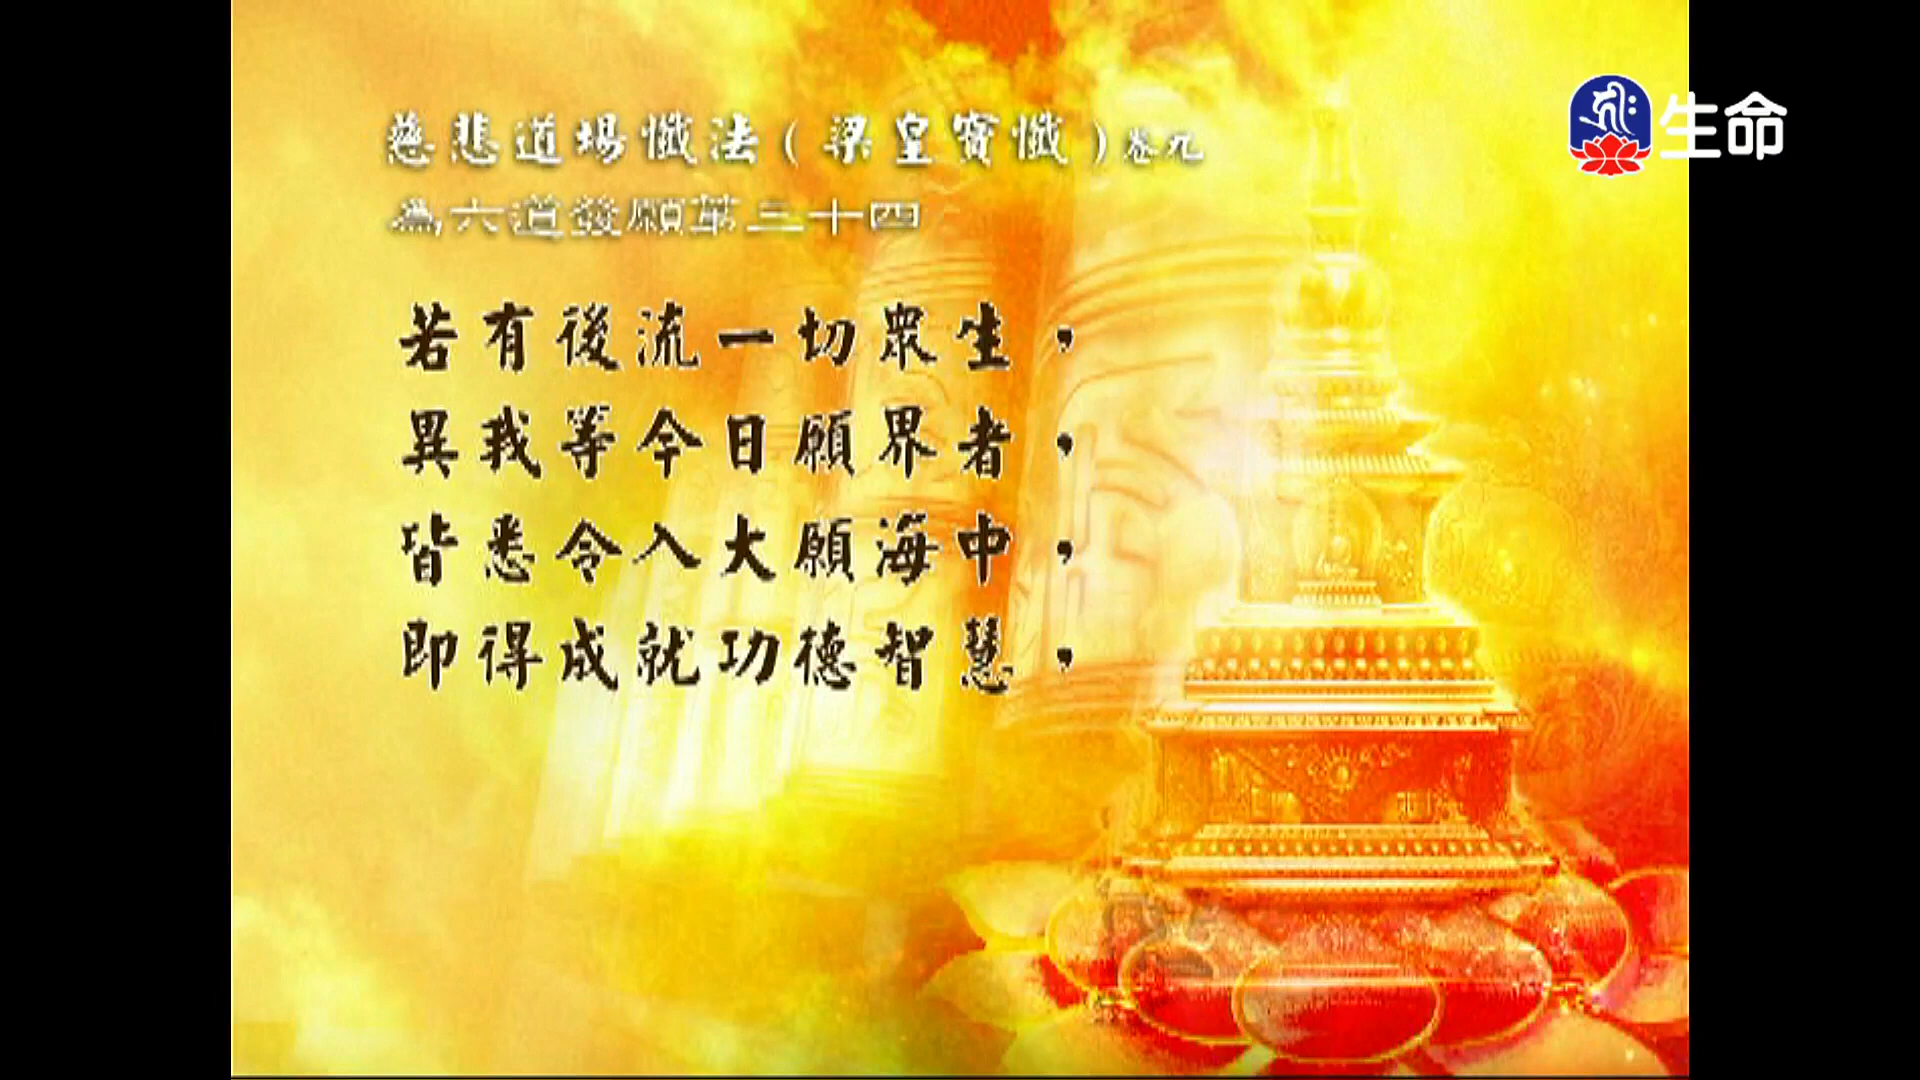 慈悲道場懺法(梁皇寶懺)卷九
生命
為六道發願第三十四
若有後流一切眾生，
異我等今日願界者，
皆悉令入大願海中，
即得成就功德智慧，